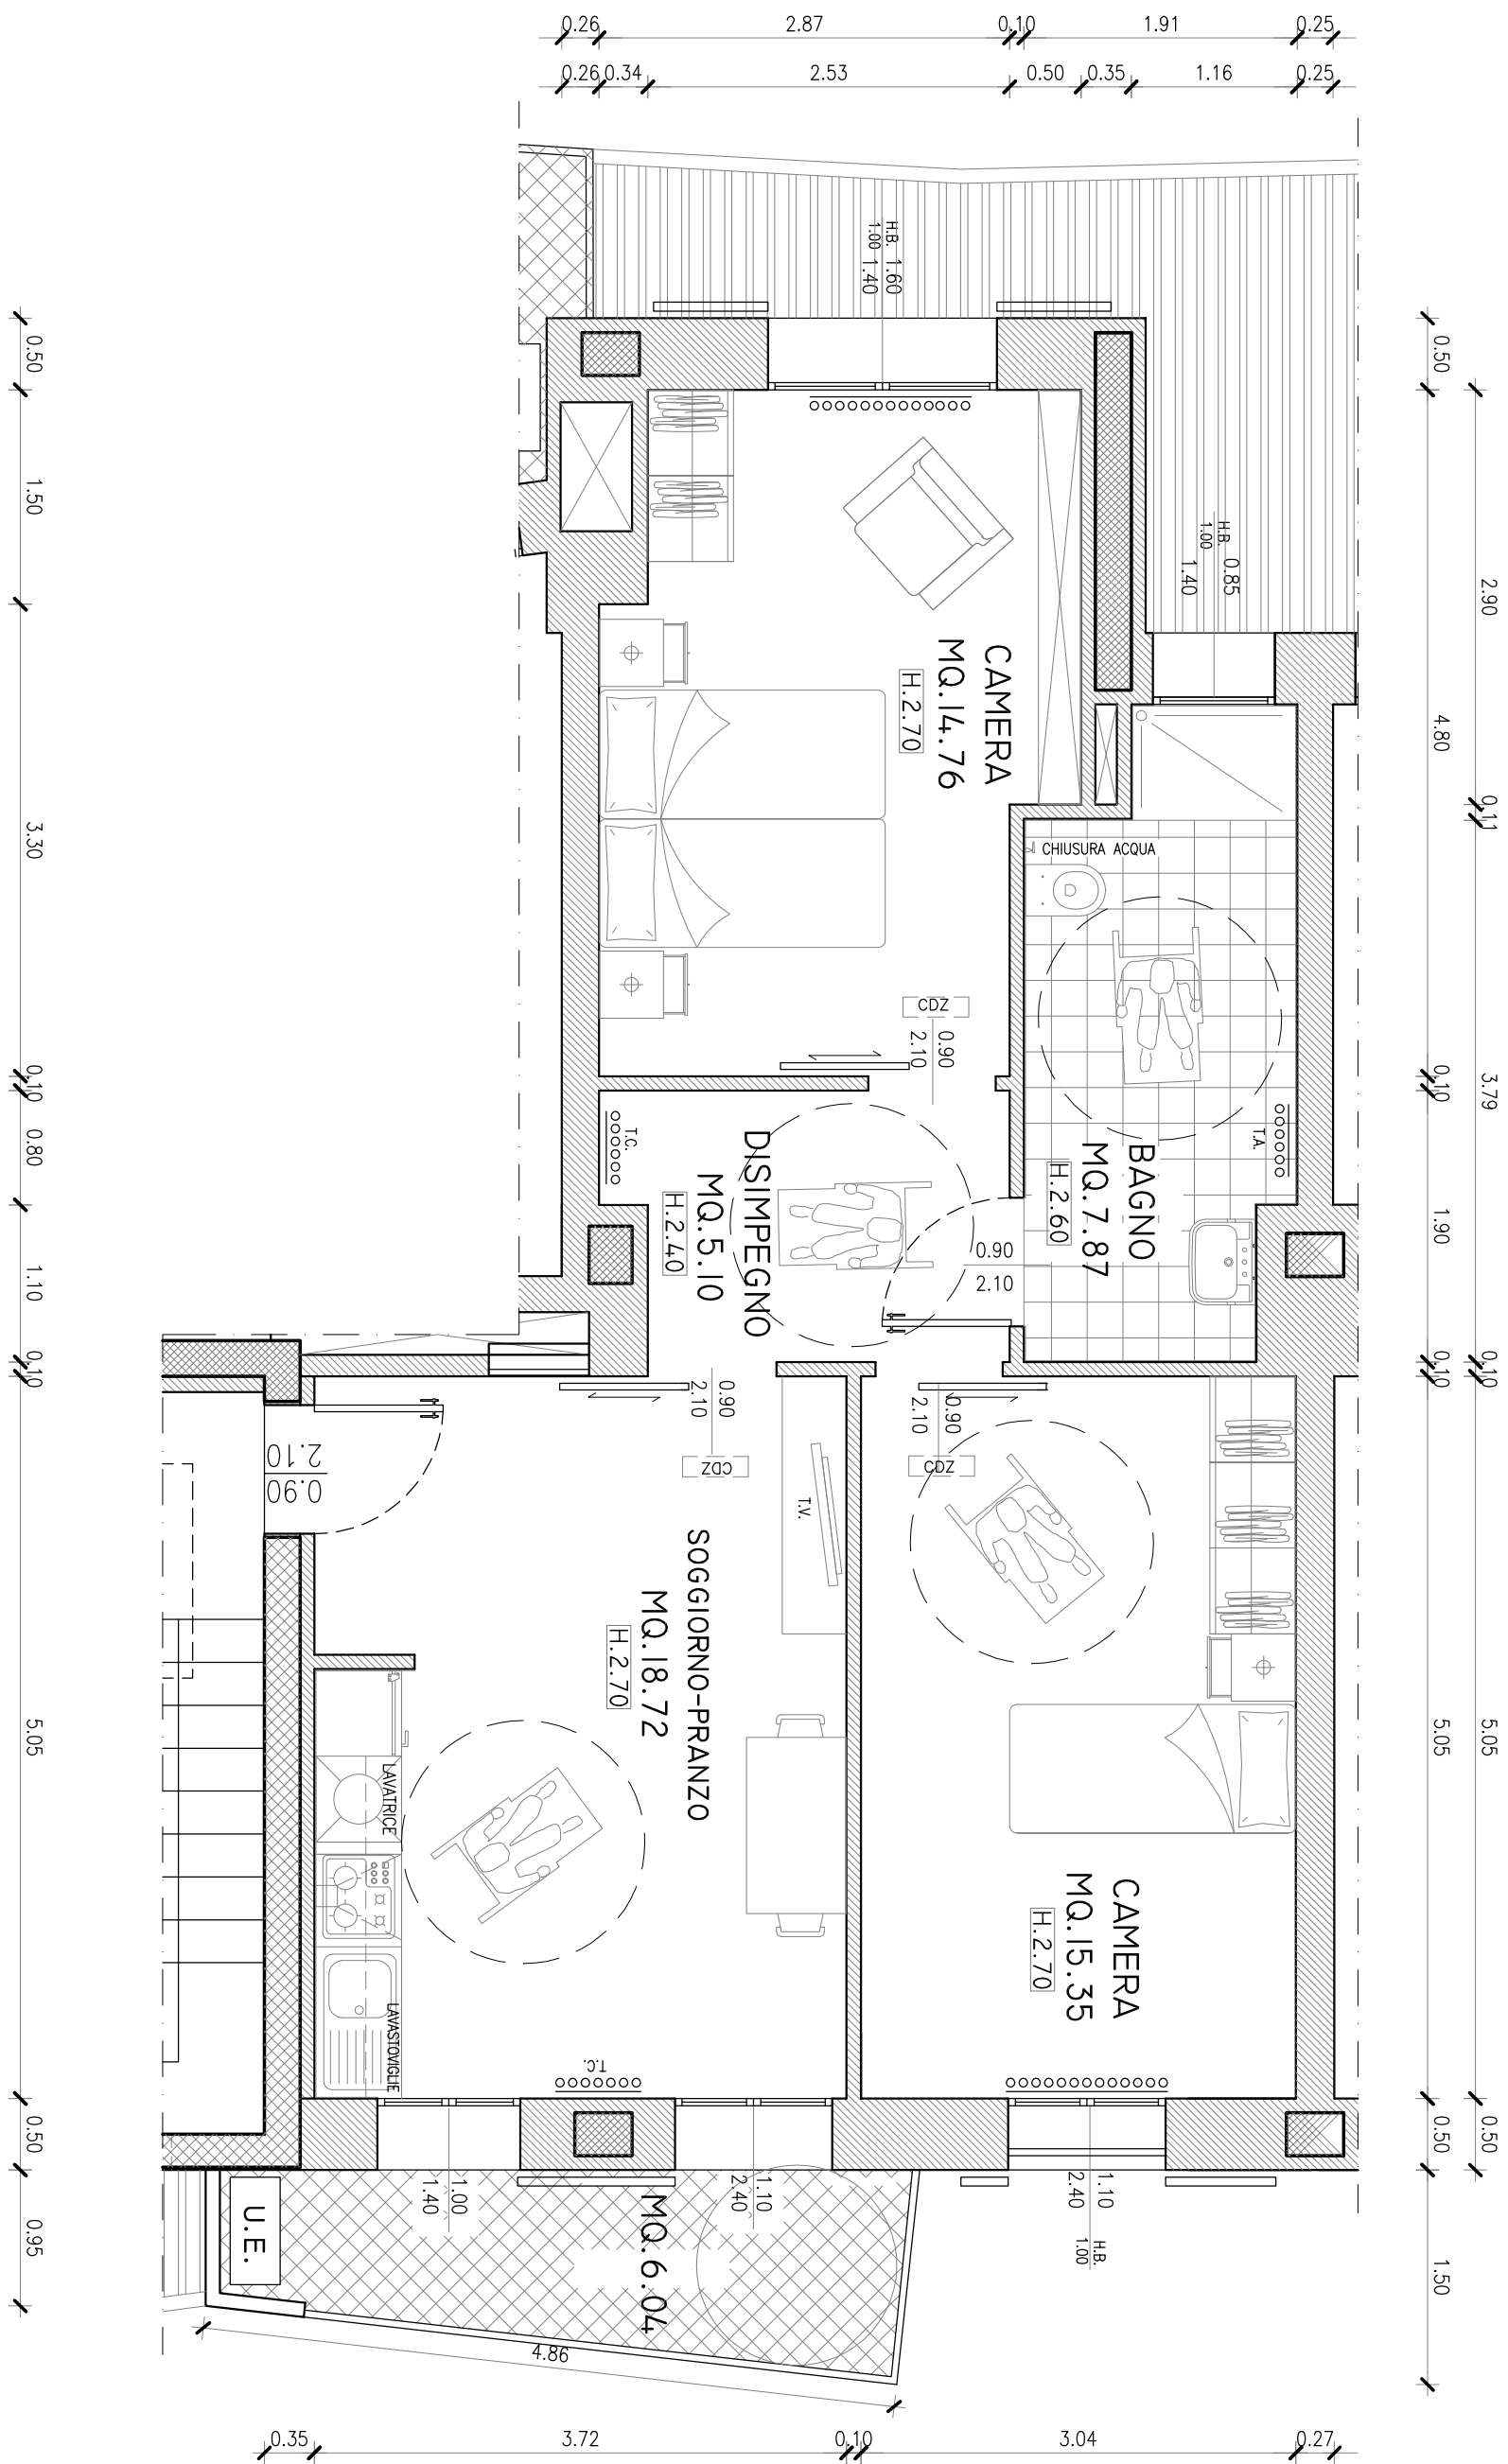 0.26 2.87 0.10 1.91 0.25
0.26 0.34 2.53 0.50 0.35 1.16 0.25
H.B. 1.60
1.00 1.40
H.B. 0.85
1.00 1.40
CAMERA
MQ.14.76
H.2.70
CHIUSURA ACQUA
CDZ
0.90
2.10
T.A.
BAGNO
MQ.7.87
H.2.60
T.C.
DISIMPEGNO
MQ.5.10
H.2.40
0.90
2.10
0.90
2.10
CDZ
0.90
2.10
CDZ
0.90
2.10
T.V.
SOGGIORNO-PRANZO
MQ.18.72
H.2.70
LAVATRICE
LAVASTOVIGLIE
T.C.
CAMERA
MQ.15.35
H.2.70
1.00
1.40
1.10
2.40
1.10
2.40
H.B.
1.00
U.E.
MQ.6.04
4.86
0.50 1.50 3.30 0.10 0.80 1.10 0.10 5.05 0.50 0.95
0.50 4.80 0.10 1.90 0.10 5.05 0.50 1.50
2.90 0.11 3.79 5.05 0.50
0.35 3.72 0.10 3.04 0.27